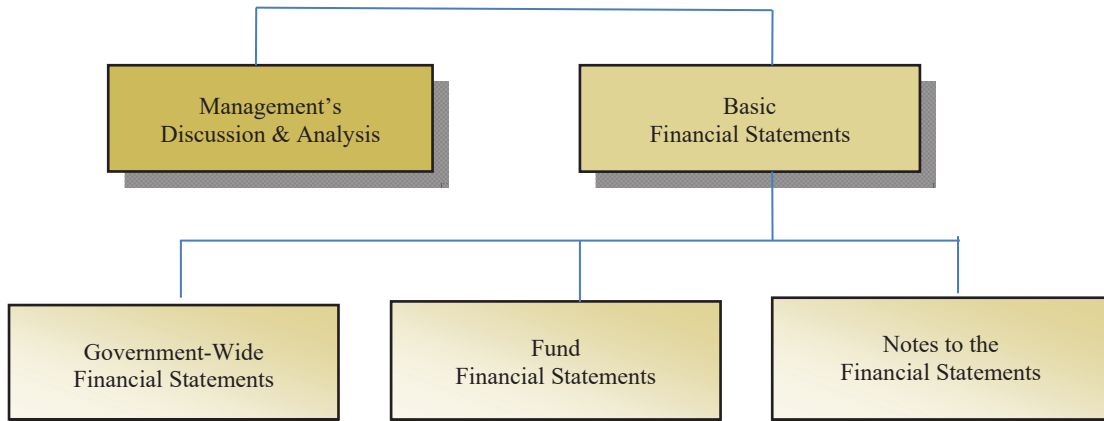 Management’s
Discussion & Analysis
Basic
Financial Statements
Government-Wide
Financial Statements
Fund
Financial Statements
Notes to the
Financial Statements